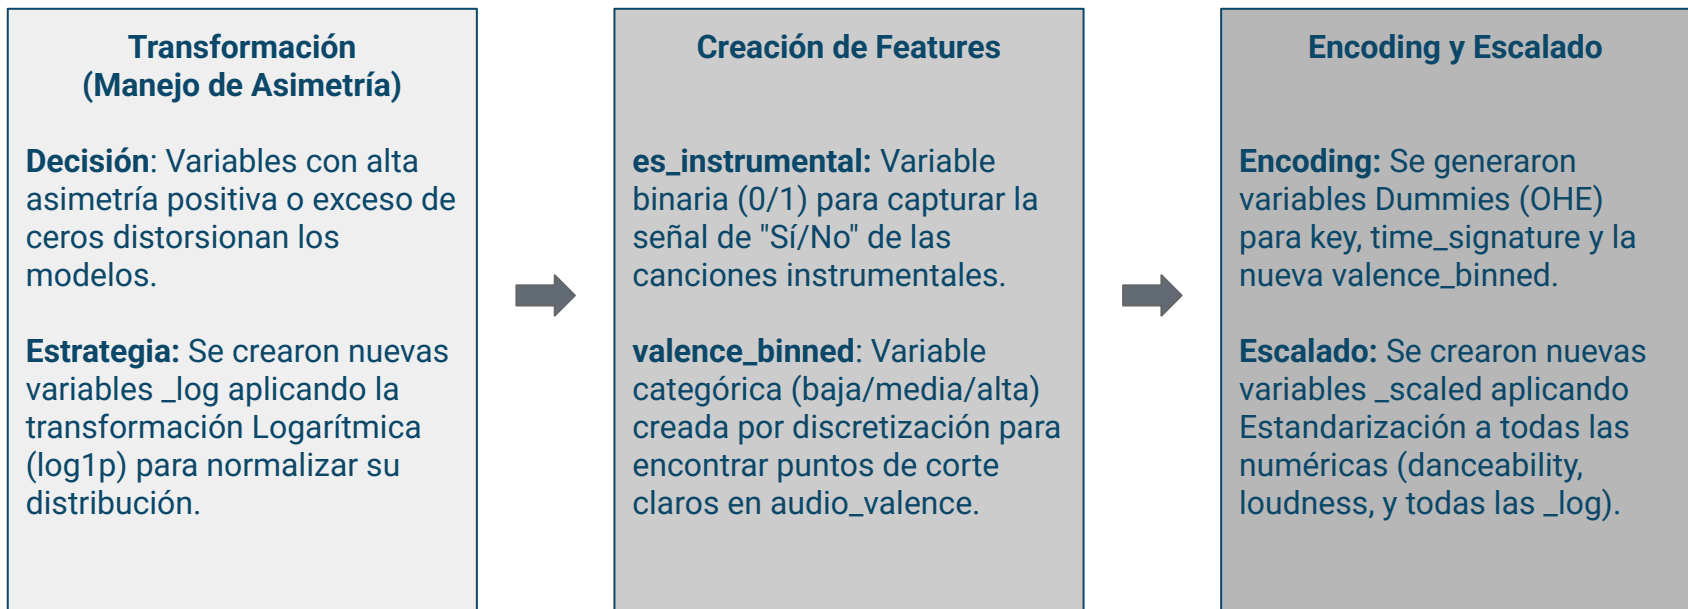 Transformación
(Manejo de Asimetría)
Decisión: Variables con alta
asimetría positiva o exceso de
ceros distorsionan los
modelos.
Estrategia: Se crearon nuevas
variables _log aplicando la
transformación Logarítmica
(log1p) para normalizar su
distribución.
Creación de Features
es_instrumental: Variable
binaria (0/1) para capturar la
señal de "Sí/No" de las
canciones instrumentales.
valence_binned: Variable
categórica (baja/media/alta)
creada por discretización para
encontrar puntos de corte
claros en audio_valence.
Encoding y Escalado
Encoding: Se generaron
variables Dummies (OHE)
para key, time_signature y la
nueva valence_binned.
Escalado: Se crearon nuevas
variables _scaled aplicando
Estandarización a todas las
numéricas (danceability,
loudness, y todas las _log).